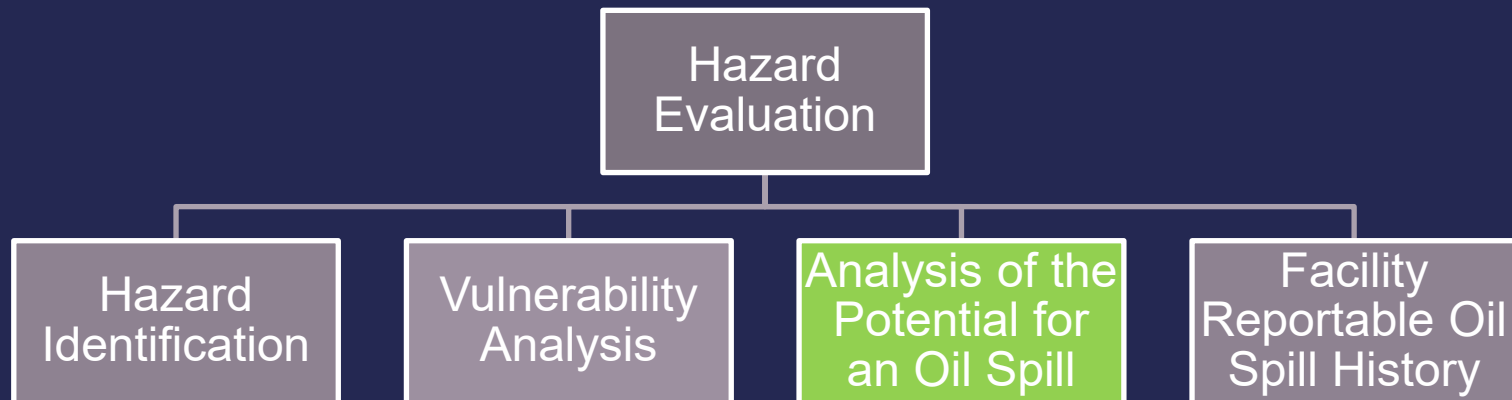 Hazard
Evaluation
Hazard
Identification
Vulnerability
Analysis
Analysis of the
Potential for
an Oil Spill
Facility
Reportable Oil
Spill History